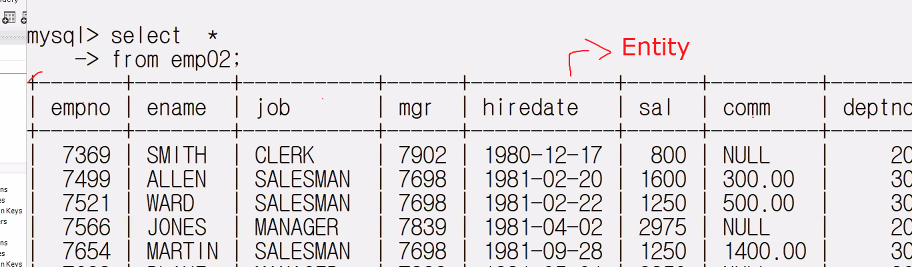 mysql> select  *
    -> from emp02;
Entity
| empno | ename | job | mgr | hiredate | sal | comm | deptno
| 7369 | SMITH | CLERK | 7902 | 1980-12-17 | 800 | NULL | 20
| 7499 | ALLEN | SALESMAN | 7698 | 1981-02-20 | 1600 | 300.00 | 30
| 7521 | WARD | SALESMAN | 7698 | 1981-02-22 | 1250 | 500.00 | 30
| 7566 | JONES | MANAGER | 7839 | 1981-04-02 | 2975 | NULL | 20
| 7654 | MARTIN | SALESMAN | 7698 | 1981-09-28 | 1250 | 1400.00 | 30
Keys